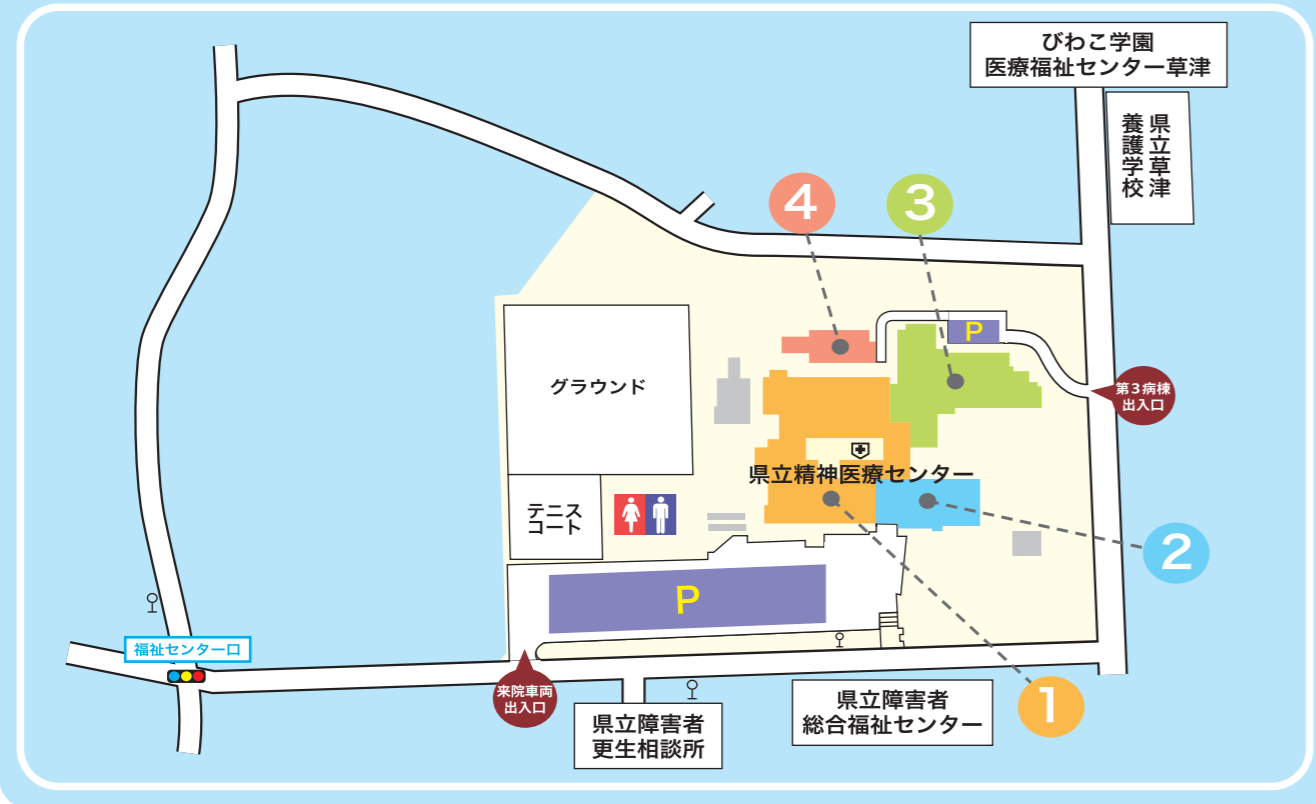 びわこ学園
医療福祉センター草津
県立草津
養護学校
4
3
P
第3病棟
出入口
グラウンド
県立精神医療センター
テニス
コート
2
P
福祉センター口
来院車両
出入口
県立障害者
更生相談所
県立障害者
総合福祉センター
1